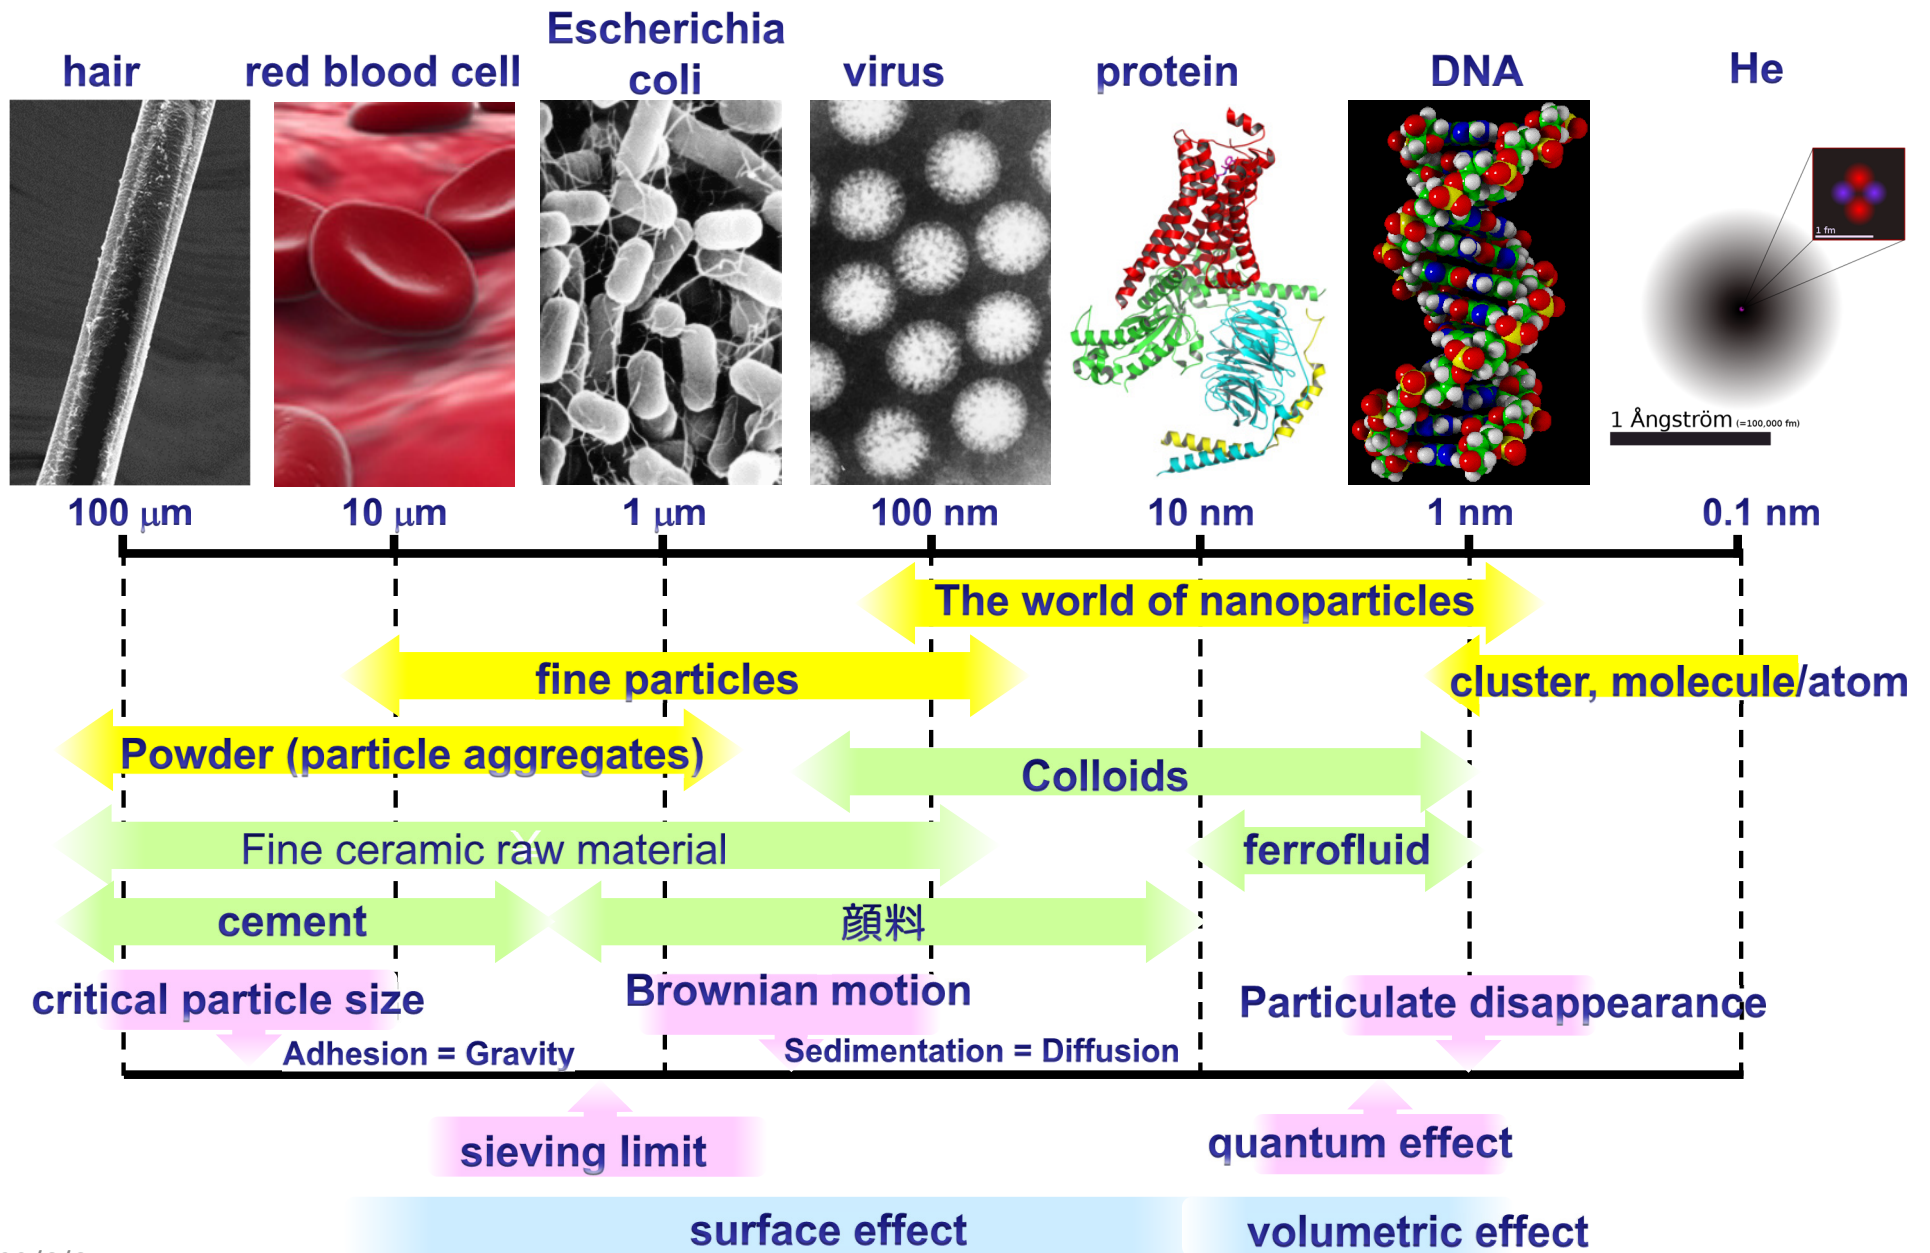 hair
red blood cell
Escherichia
coli
virus
protein
DNA
He
1 fm
1 Ångström (=100,000 fm)
100 μm
10 μm
1 μm
100 nm
10 nm
1 nm
0.1 nm
The world of nanoparticles
fine particles
cluster, molecule/atom
Powder (particle aggregates)
Colloids
Fine ceramic raw material
ferrofluid
cement
顔料
critical particle size
Brownian motion
Particulate disappearance
Adhesion = Gravity
Sedimentation = Diffusion
sieving limit
quantum effect
surface effect
volumetric effect